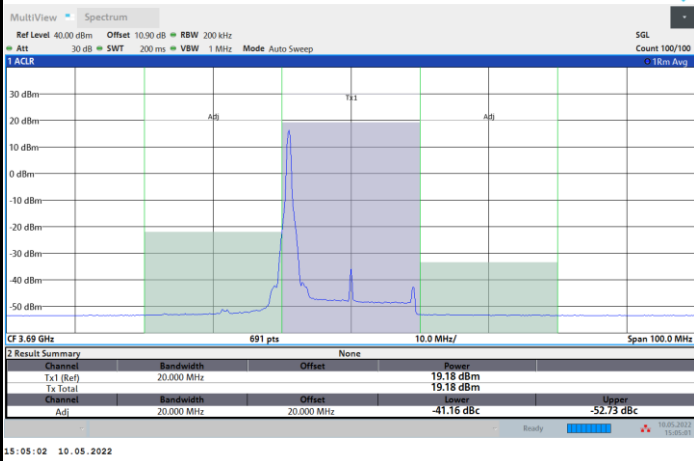 MultiView Spectrum
Ref Level 40.00 dBm Offset 10.90 dB RBW 200 kHz SGL
Att 30 dB SWT 200 ms VBW 1 MHz Mode Auto Sweep Count 100/100
1 ACLR 1Rm Avg
30 dBm
Tx1
20 dBm
Adj Adj
10 dBm
0 dBm
-10 dBm
-20 dBm
-30 dBm
-40 dBm
-50 dBm
CF 3.69 GHz 691 pts 10.0 MHz/ Span 100.0 MHz
2 Result Summary None
Channel Bandwidth Offset Power
Tx1 (Ref) 20.000 MHz 19.18 dBm
Tx Total 19.18 dBm
Channel Bandwidth Offset Lower Upper
Adj 20.000 MHz 20.000 MHz -41.16 dBc -52.73 dBc
Ready 10.05.2022
15:05:01
15:05:02 10.05.2022